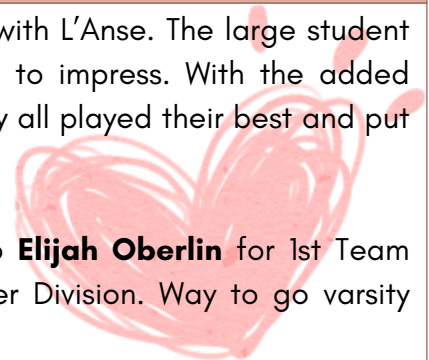 with L'Anse. The large student
to impress. With the added
all played their best and put
Elijah Oberlin for 1st Team
Division. Way to go varsity